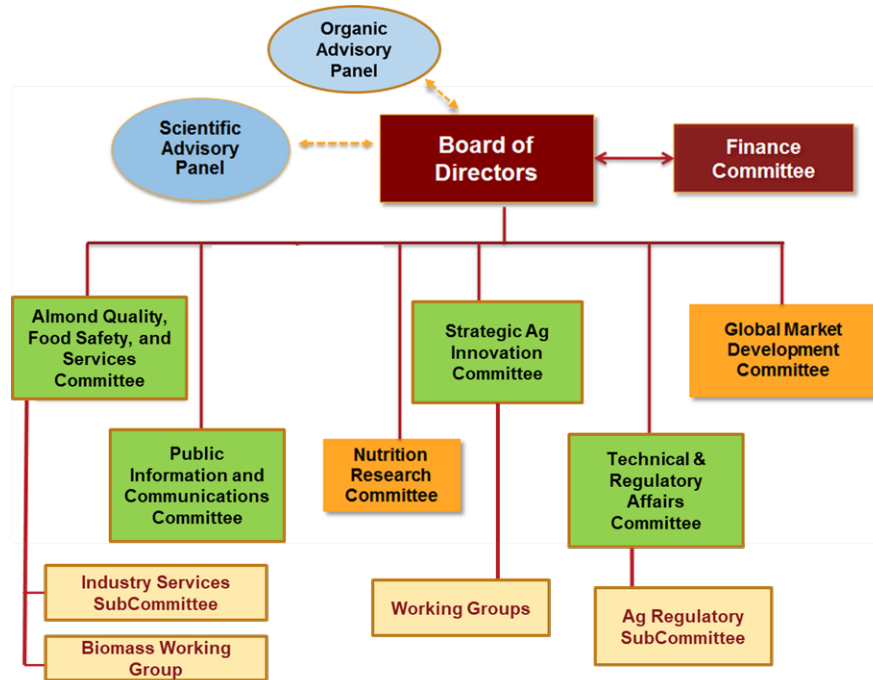 Organic
Advisory
Panel
Scientific
Advisory
Panel
Board of
Directors
Finance
Committee
Almond Quality,
Food Safety, and
Services
Committee
Strategic Ag
Innovation
Committee
Global Market
Development
Committee
Public
Information and
Communications
Committee
Nutrition
Research
Committee
Technical &
Regulatory
Affairs
Committee
Industry Services
SubCommittee
Working Groups
Ag Regulatory
SubCommittee
Biomass Working
Group